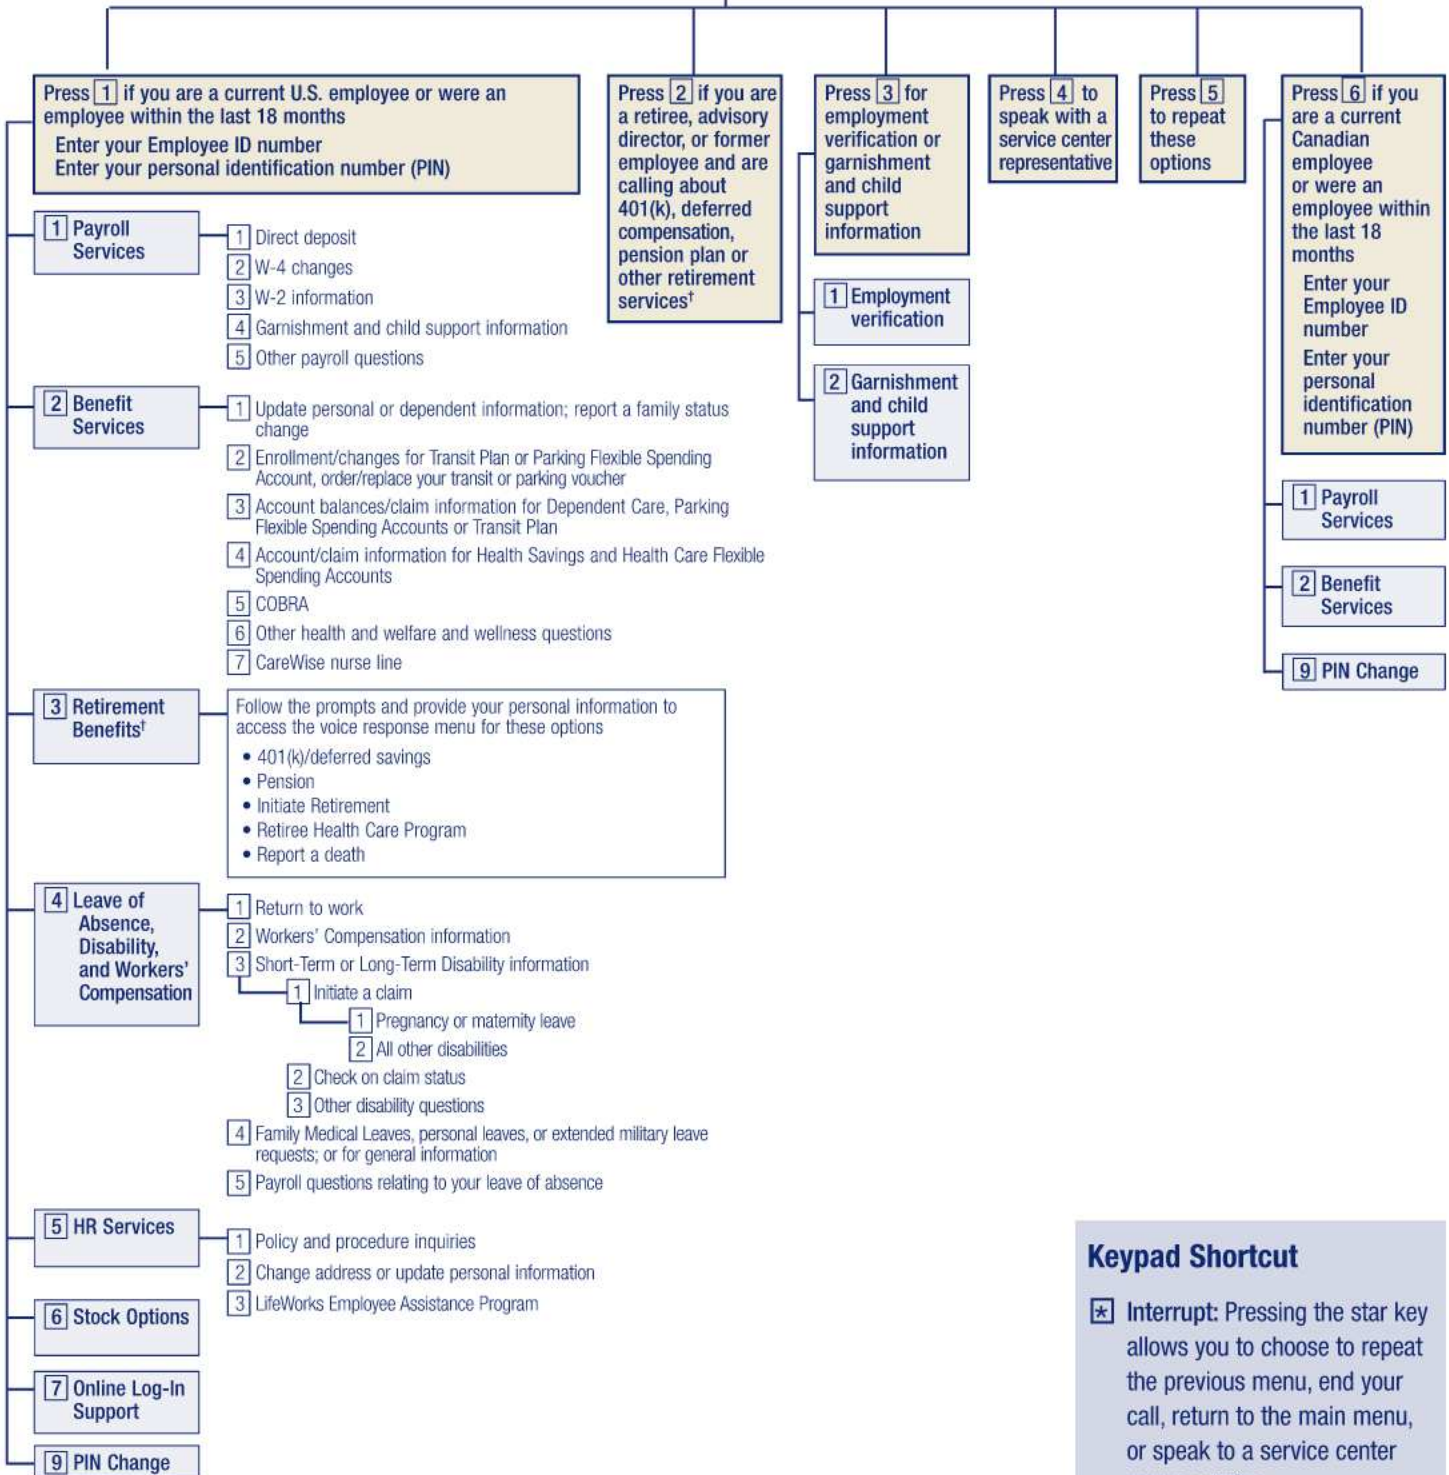 Press 1 if you are a current U.S. employee or were an
employee within the last 18 months
Enter your Employee ID number
Enter your personal identification number (PIN)
1 Payroll
Services
1 Direct deposit
2 W-4 changes
3 W-2 information
4 Garnishment and child support information
5 Other payroll questions
2 Benefit
Services
1 Update personal or dependent information; report a family status
change
2 Enrollment/changes for Transit Plan or Parking Flexible Spending
Account, order/replace your transit or parking voucher
3 Account balances/claim information for Dependent Care, Parking
Flexible Spending Accounts or Transit Plan
4 Account/claim information for Health Savings and Health Care Flexible
Spending Accounts
5 COBRA
6 Other health and welfare and wellness questions
7 CareWise nurse line
3 Retirement
Benefits†
Follow the prompts and provide your personal information to
access the voice response menu for these options
• 401(k)/deferred savings
• Pension
• Initiate Retirement
• Retiree Health Care Program
• Report a death
4 Leave of
Absence,
Disability,
and Workers'
Compensation
1 Return to work
2 Workers' Compensation information
3 Short-Term or Long-Term Disability information
1 Initiate a claim
1 Pregnancy or maternity leave
2 All other disabilities
2 Check on claim status
3 Other disability questions
4 Family Medical Leaves, personal leaves, or extended military leave
requests; or for general information
5 Payroll questions relating to your leave of absence
5 HR Services
1 Policy and procedure inquiries
2 Change address or update personal information
3 LifeWorks Employee Assistance Program
6 Stock Options
7 Online Log-In
Support
9 PIN Change
Press 2 if you are
a retiree, advisory
director, or former
employee and are
calling about
401(k), deferred
compensation,
pension plan or
other retirement
services†
Press 3 for
employment
verification or
garnishment
and child
support
information
1 Employment
verification
2 Garnishment
and child
support
information
Press 4 to
speak with a
service center
representative
Press 5
to repeat
these
options
Press 6 if you
are a current
Canadian
employee
or were an
employee within
the last 18
months
Enter your
Employee ID
number
Enter your
personal
identification
number (PIN)
1 Payroll
Services
2 Benefit
Services
9 PIN Change
Keypad Shortcut
* Interrupt: Pressing the star key
allows you to choose to repeat
the previous menu, end your
call, return to the main menu,
or speak to a service center